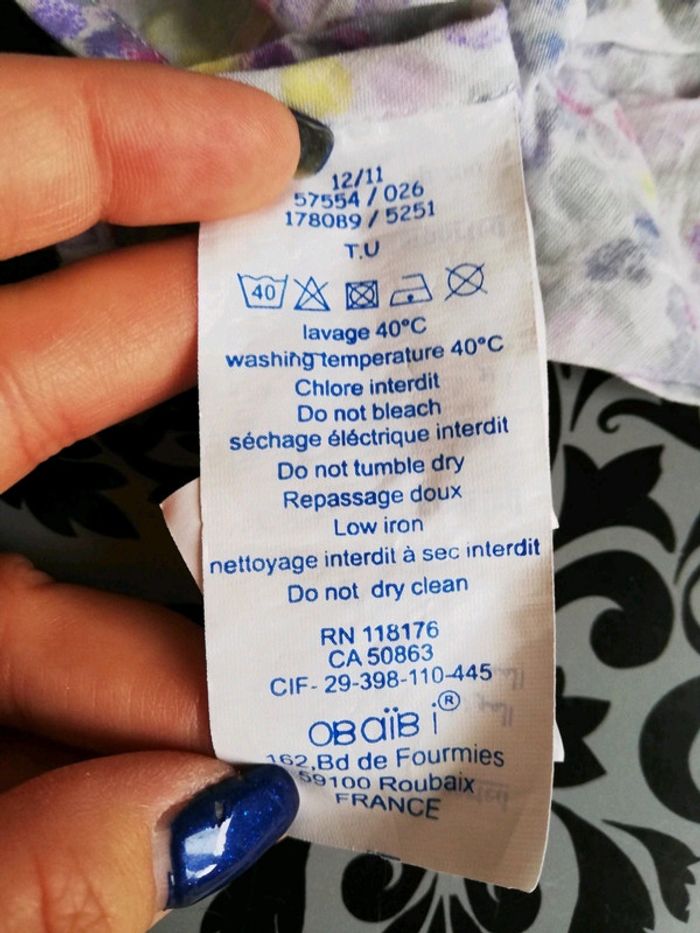 12/11
57554 / 026
178089 / 5251
T.U
40
lavage 40°C
washing temperature 40°C
Chlore interdit
Do not bleach
séchage éléctrique interdit
Do not tumble dry
Repassage doux
Low iron
nettoyage interdit à sec interdit
Do not dry clean
RN 118176
CA 50863
CIF- 29-398-110-445
OBaïBi®
162,Bd de Fourmies
59100 Roubaix
FRANCE